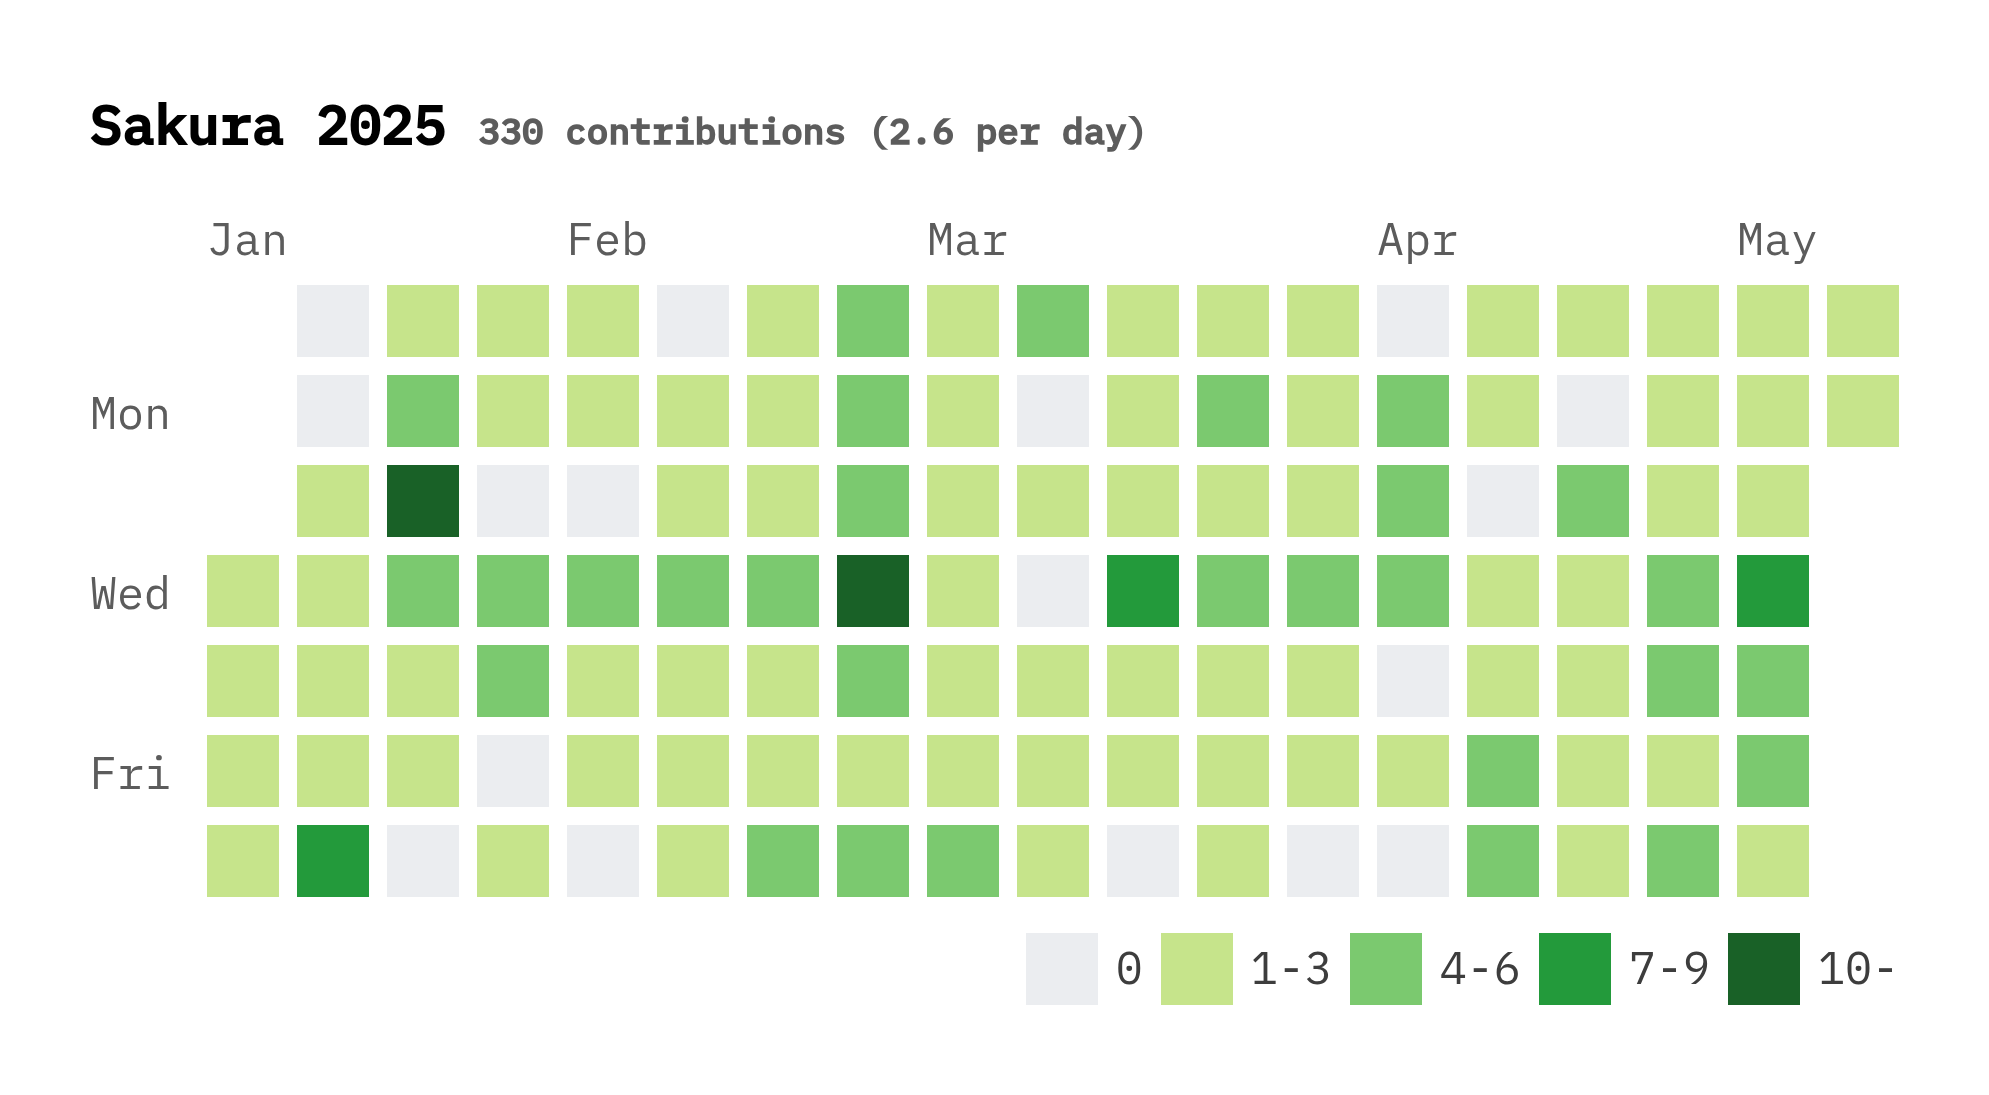 Sakura 2025 330 contributions (2.6 per day)
Jan Feb Mar Apr May
Mon
Wed
Fri
0 1-3 4-6 7-9 10-